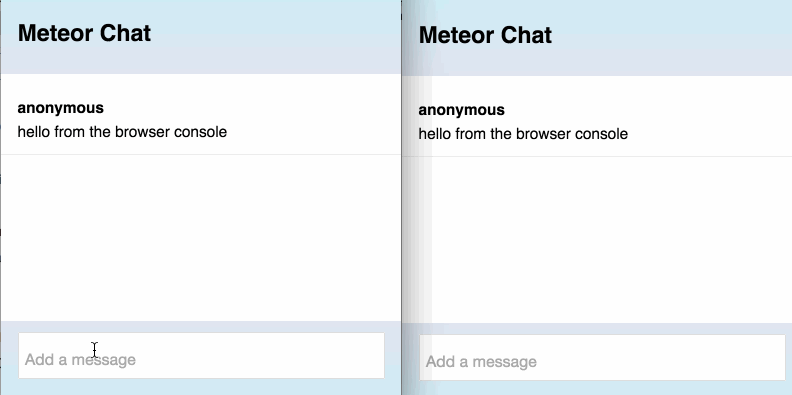 Meteor Chat
anonymous
hello from the browser console
Add a message
Meteor Chat
anonymous
hello from the browser console
Add a message